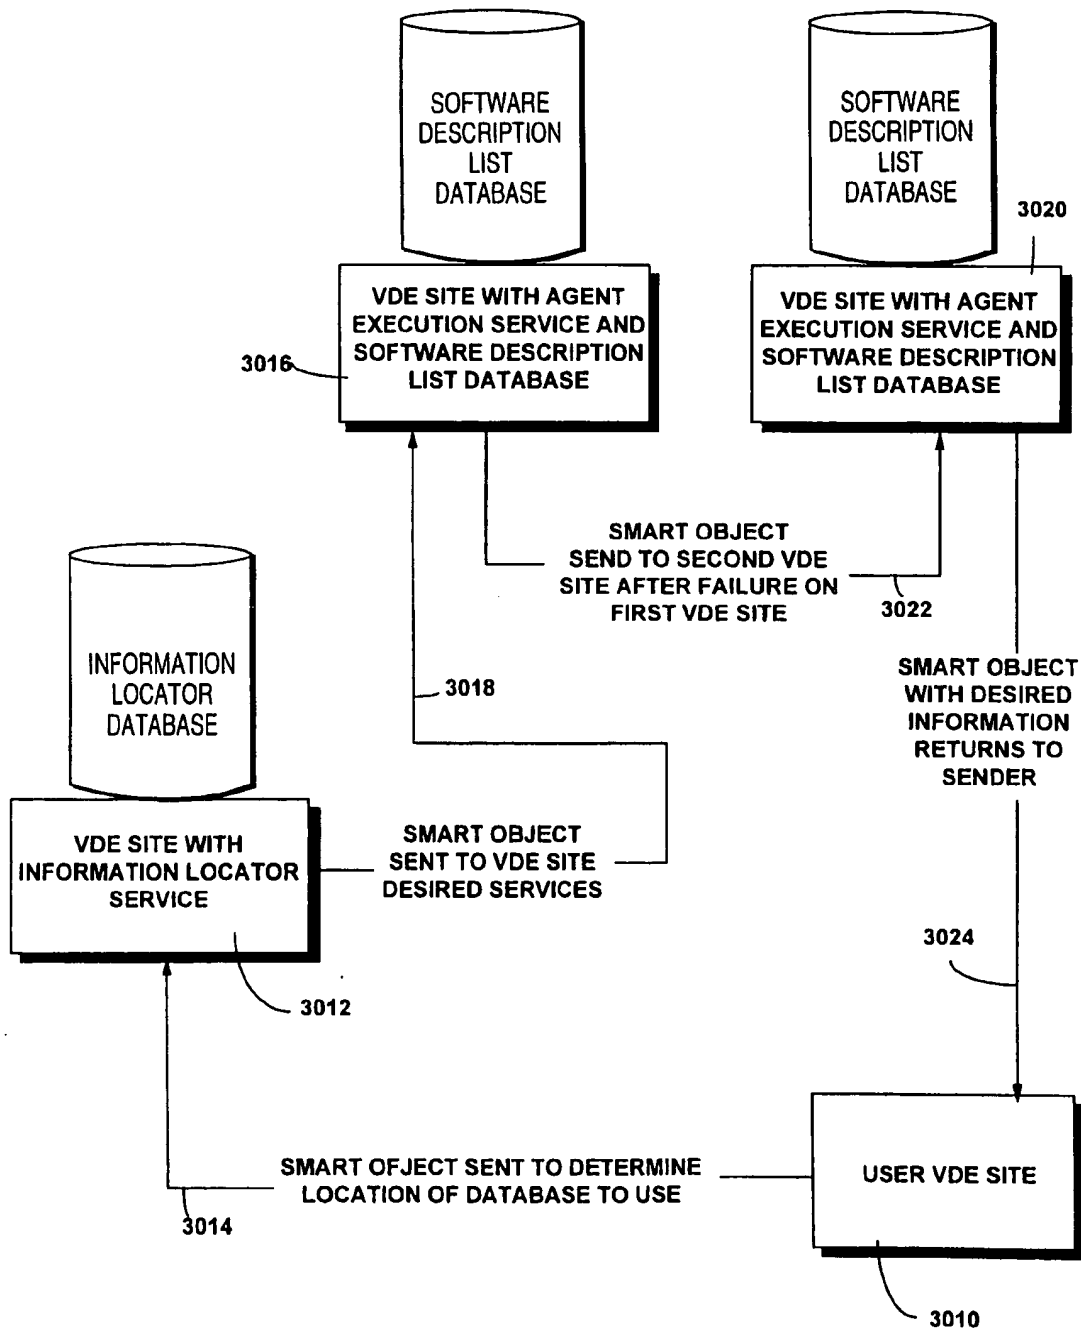 SOFTWARE
DESCRIPTION
LIST
DATABASE
SOFTWARE
DESCRIPTION
LIST
DATABASE
3020
VDE SITE WITH AGENT
EXECUTION SERVICE AND
SOFTWARE DESCRIPTION
LIST DATABASE
3016
VDE SITE WITH AGENT
EXECUTION SERVICE AND
SOFTWARE DESCRIPTION
LIST DATABASE
SMART OBJECT
SEND TO SECOND VDE
SITE AFTER FAILURE ON
FIRST VDE SITE
3022
INFORMATION
LOCATOR
DATABASE
3018
SMART OBJECT
WITH DESIRED
INFORMATION
RETURNS TO
SENDER
VDE SITE WITH
INFORMATION LOCATOR
SERVICE
SMART OBJECT
SENT TO VDE SITE
DESIRED SERVICES
3024
3012
SMART OFJECT SENT TO DETERMINE
LOCATION OF DATABASE TO USE
USER VDE SITE
3014
3010